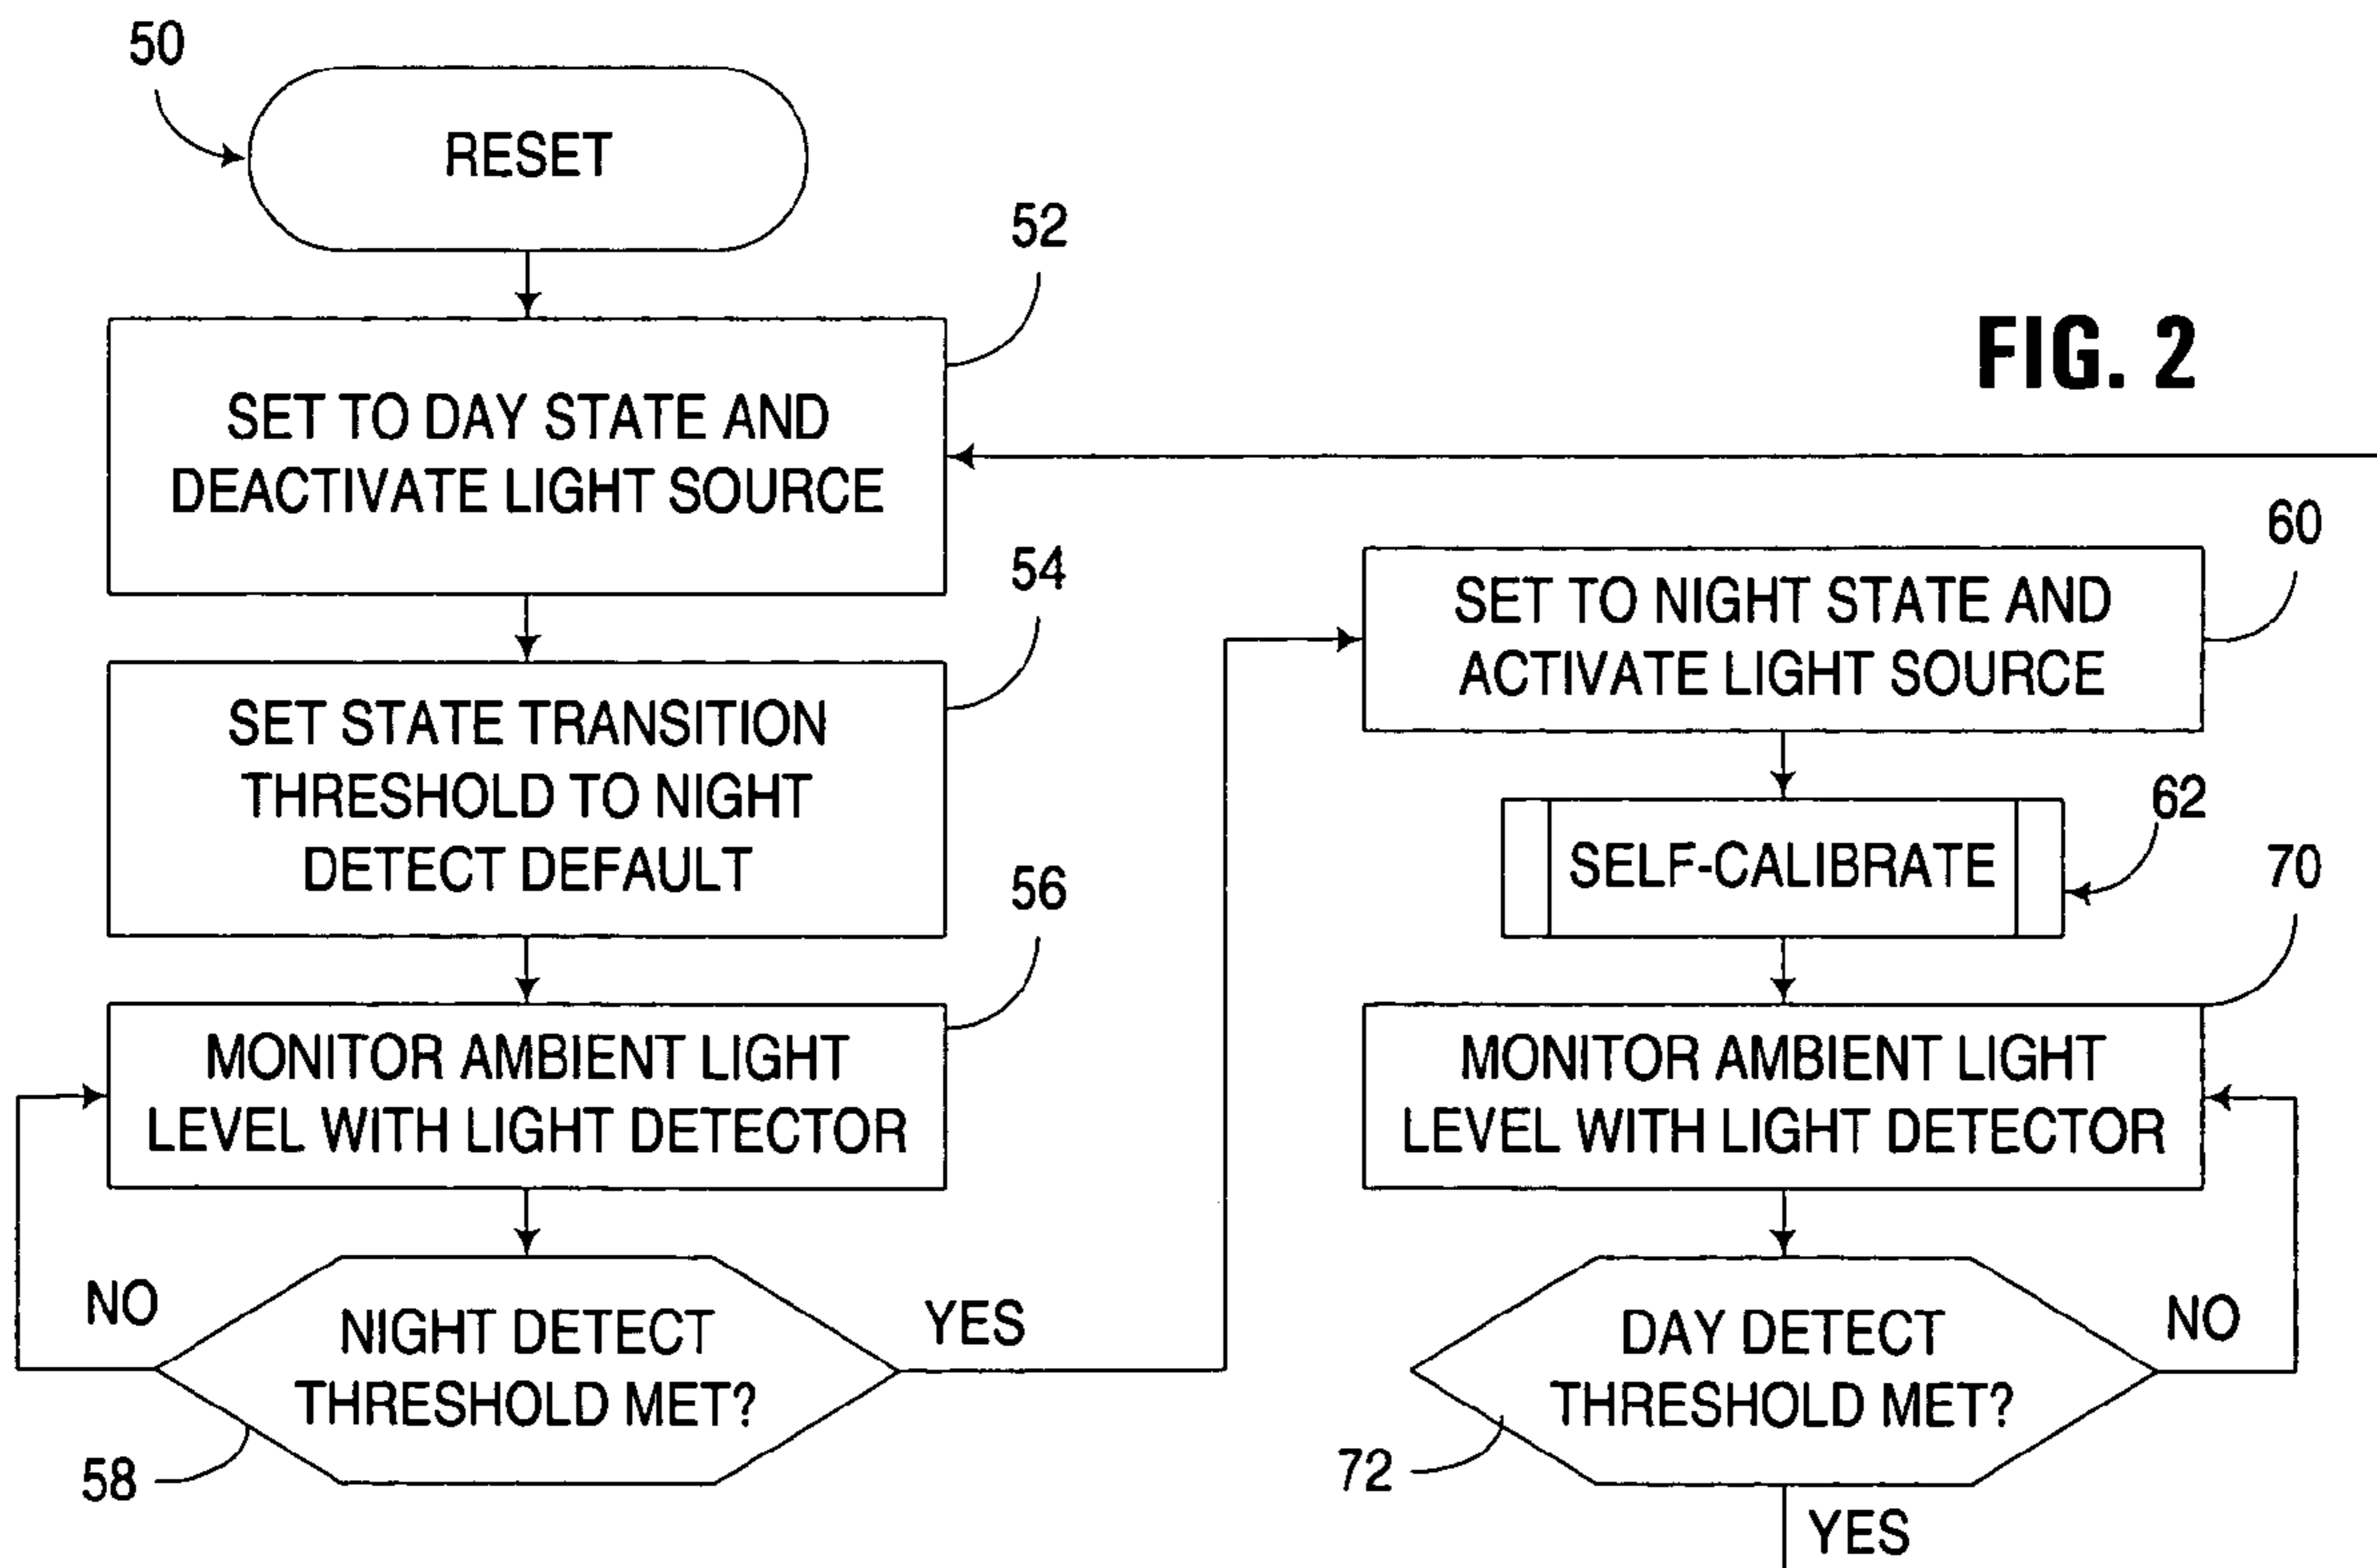 50
RESET
52
SET TO DAY STATE AND
DEACTIVATE LIGHT SOURCE
54
SET STATE TRANSITION
THRESHOLD TO NIGHT
DETECT DEFAULT
56
MONITOR AMBIENT LIGHT
LEVEL WITH LIGHT DETECTOR
NO
NIGHT DETECT
THRESHOLD MET?
YES
58
FIG. 2
60
SET TO NIGHT STATE AND
ACTIVATE LIGHT SOURCE
62
SELF-CALIBRATE
70
MONITOR AMBIENT LIGHT
LEVEL WITH LIGHT DETECTOR
DAY DETECT
THRESHOLD MET?
NO
72
YES